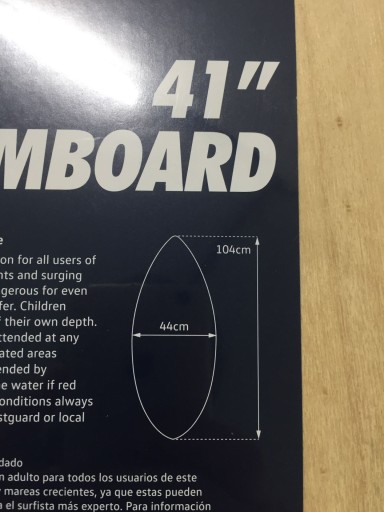 41"
MBOARD
104cm
44cm
e
on for all users of
nts and surging
gerous for even
fer. Children
f their own depth.
ttended at any
ated areas
ended by
e water if red
onditions always
stguard or local
dado
n adulto para todos los usuarios de este
y mareas crecientes, ya que estas pueden
a el surfista más experto. Para información